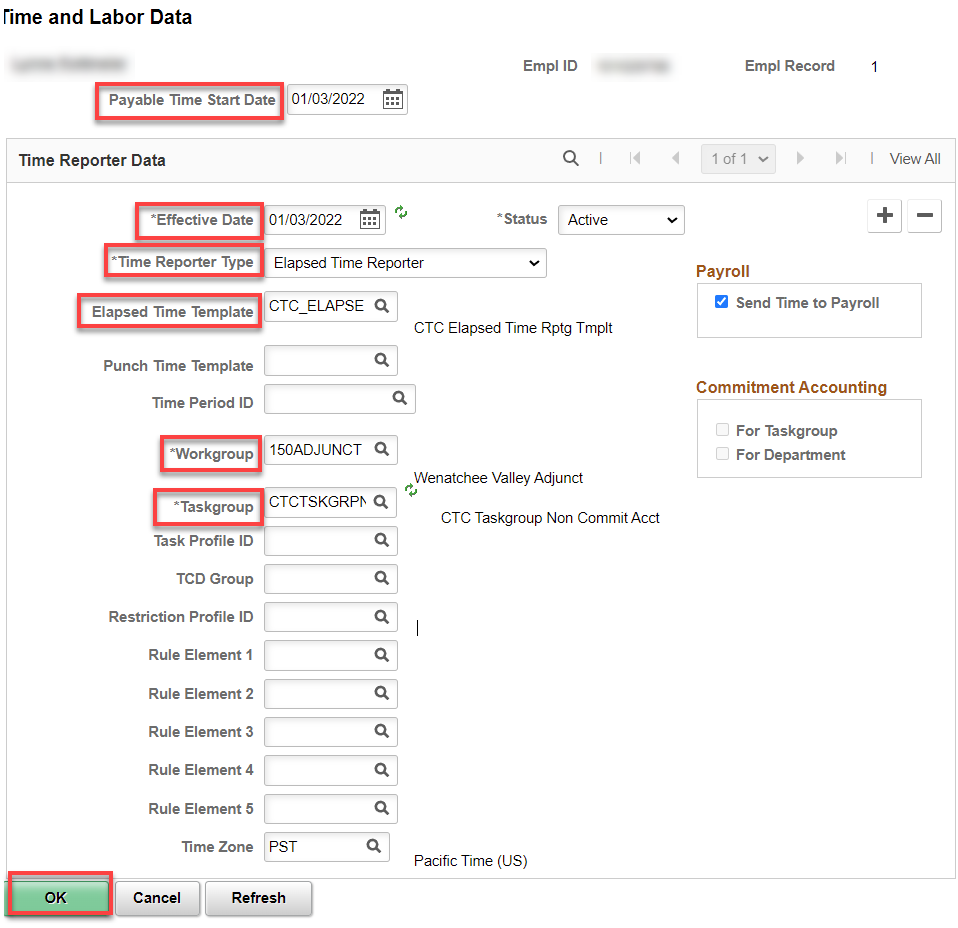 Time and Labor Data
Empl ID
Empl Record 1
Payable Time Start Date 01/03/2022
Time Reporter Data 1 of 1 View All
*Effective Date 01/03/2022 *Status Active
*Time Reporter Type Elapsed Time Reporter
Payroll
Send Time to Payroll
Elapsed Time Template CTC_ELAPSE
CTC Elapsed Time Rptg Tmplt
Punch Time Template
Time Period ID
Commitment Accounting
For Taskgroup
For Department
*Workgroup 150ADJUNCT
Wenatchee Valley Adjunct
*Taskgroup CTCTSKGRPN
CTC Taskgroup Non Commit Acct
Task Profile ID
TCD Group
Restriction Profile ID
Rule Element 1
Rule Element 2
Rule Element 3
Rule Element 4
Rule Element 5
Time Zone PST
Pacific Time (US)
OK Cancel Refresh